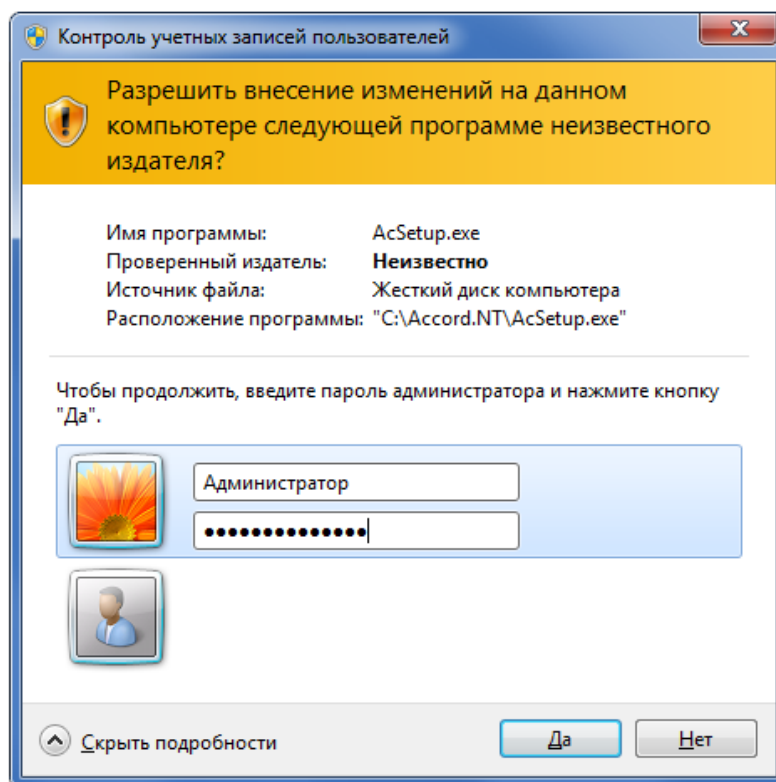 Контроль учетных записей пользователей
Разрешить внесение изменений на данном
компьютере следующей программе неизвестного
издателя?
Имя программы: AcSetup.exe
Проверенный издатель: Неизвестно
Источник файла: Жесткий диск компьютера
Расположение программы: "C:\Accord.NT\AcSetup.exe"
Чтобы продолжить, введите пароль администратора и нажмите кнопку
"Да".
Администратор
●●●●●●●●●●●●●●
Скрыть подробности Да Нет